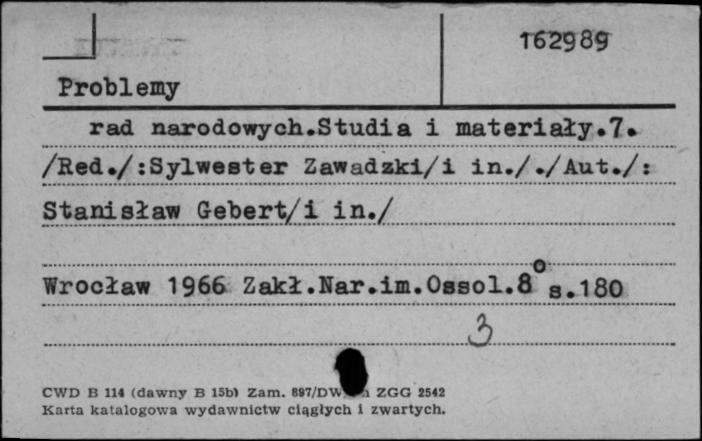 162989
Problemy
rad narodowych.Studia i materiały.7.
/Red./:Sylwester Zawadzki/i in././Aut./:
Stanisław Gebert/i in./
Wrocław 1966 Zakł.Nar.im.Ossol.8° s.180
3
CWD B 114 (dawny B 15b) Zam. 897/DW ZGG 2542
Karta katalogowa wydawnictw ciągłych i zwartych.